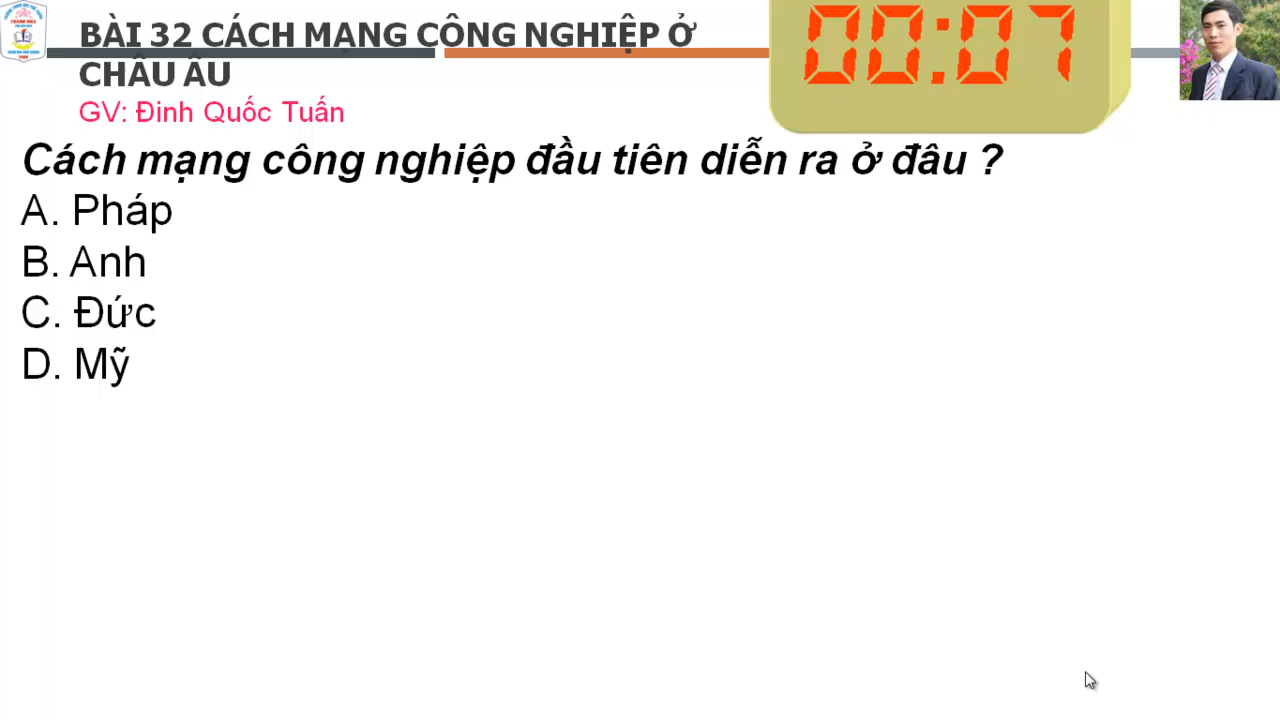 BÀI 32 CÁCH MẠNG CÔNG NGHIỆP Ở
CHÂU ÂU
GV: Đinh Quốc Tuấn
00:07
Cách mạng công nghiệp đầu tiên diễn ra ở đâu ?
A. Pháp
B. Anh
C. Đức
D. Mỹ